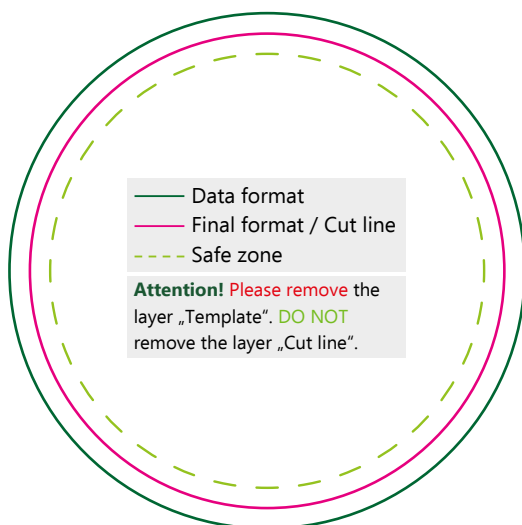 Data format
Final format / Cut line
Safe zone
Attention! Please remove the
layer „Template“. DO NOT
remove the layer „Cut line“.